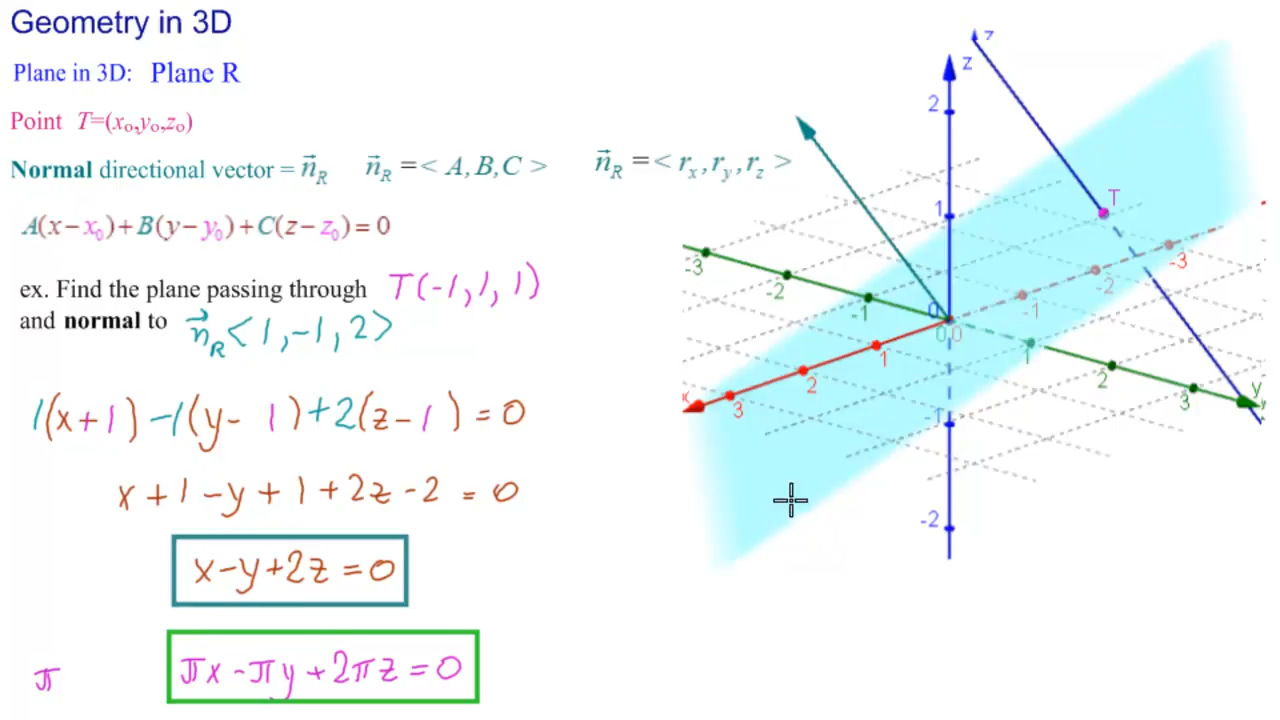 Geometry in 3D
Plane in 3D: Plane R
Point T=(x₀,y₀,z₀)
Normal directional vector = n⃗_R n⃗_R =< A, B, C > n⃗_R =< r_x, r_y, r_z >
A(x−x₀)+B(y−y₀)+C(z−z₀)=0
ex. Find the plane passing through T(-1, 1, 1)
and normal to n⃗_R <1, -1, 2>
1(x+1) -1(y- 1)+2(z-1) = 0
x+1-y+1+2z-2 = 0
x-y+2z=0
π πx-πy+2πz=0
z
z
2
T
1
-3
-3
-2
-2
-1
-1
0
0,0
1
1
2
2
3
3
x
y
y
-1
-2